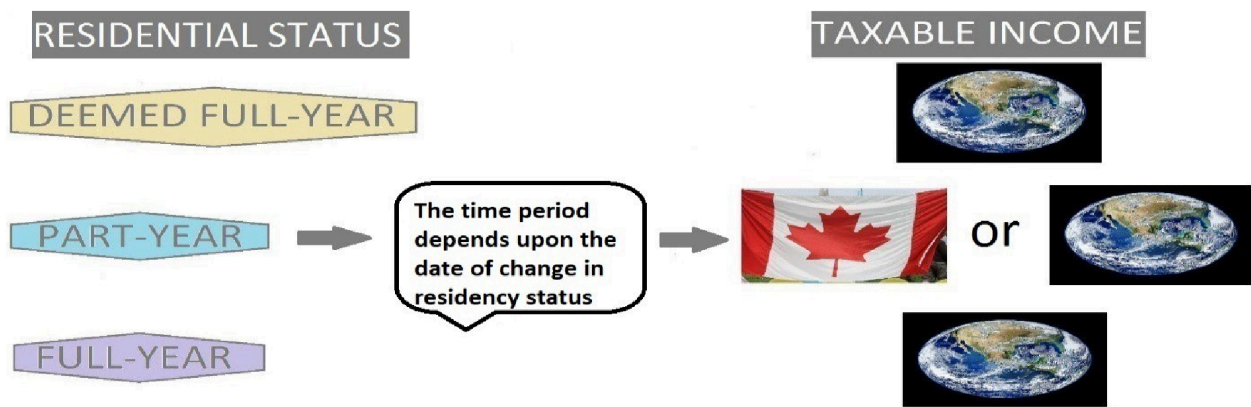 RESIDENTIAL STATUS
TAXABLE INCOME
DEEMED FULL-YEAR
PART-YEAR
The time period
depends upon the
date of change in
residency status
or
FULL-YEAR